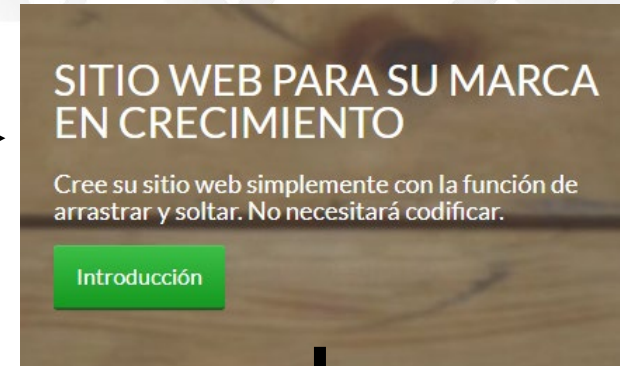 SITIO WEB PARA SU MARCA
EN CRECIMIENTO
Cree su sitio web simplemente con la función de
arrastrar y soltar. No necesitará codificar.
Introducción